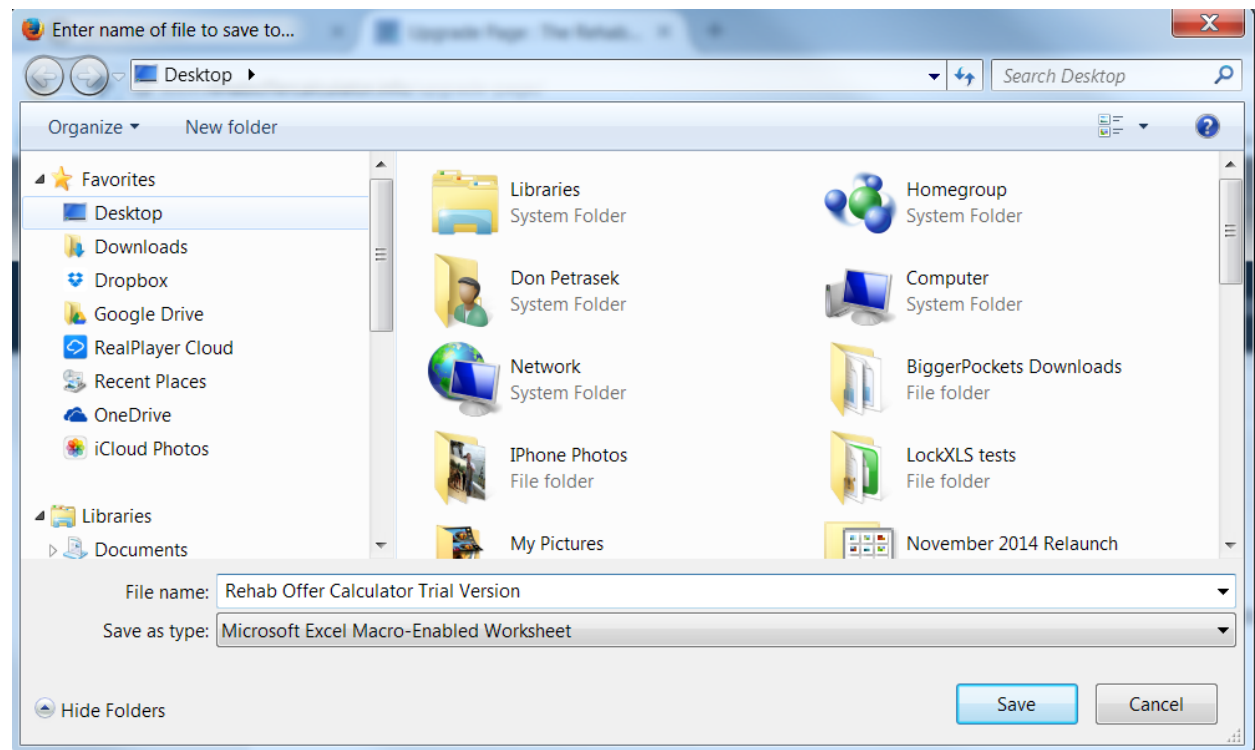 Enter name of file to save to...
Upgrade Page: The Rehab...
Desktop
Search Desktop
Organize
New folder
Favorites
Desktop
Downloads
Dropbox
Google Drive
RealPlayer Cloud
Recent Places
OneDrive
iCloud Photos
Libraries
Documents
Libraries
System Folder
Homegroup
System Folder
Don Petrasek
System Folder
Computer
System Folder
Network
System Folder
BiggerPockets Downloads
File folder
IPhone Photos
File folder
LockXLS tests
File folder
My Pictures
November 2014 Relaunch
File name: Rehab Offer Calculator Trial Version
Save as type: Microsoft Excel Macro-Enabled Worksheet
Hide Folders
Save
Cancel